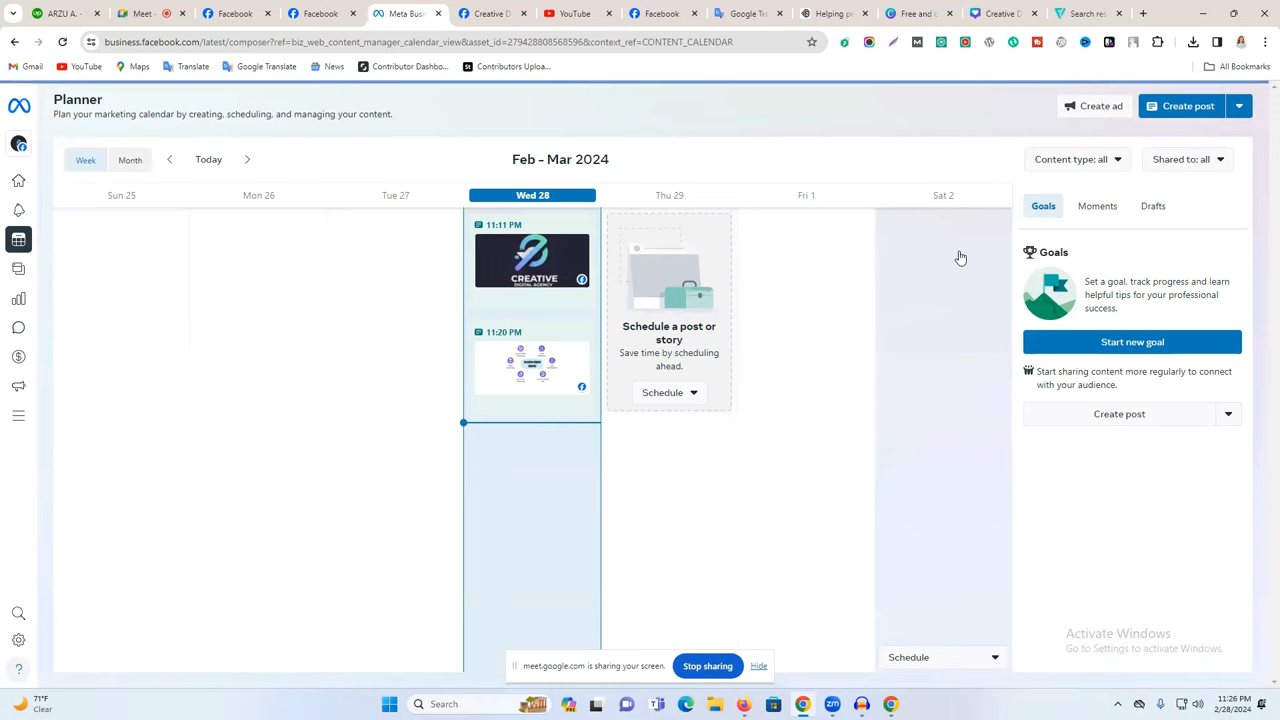 ARZU A.
Meet -
Facebook
Facebook
Meta Busi
Creative D
YouTube
Facebook
Google Tra
Helping pe
Free and c
Creative D
Search res
business.facebook.com/latest/composer?ref=biz_web_content_manager_calendar_view&asset_id=279428808568596&context_ref=CONTENT_CALENDAR
Gmail
YouTube
Maps
Translate
Google Translate
News
Contributor Dashbo...
Contributors Uploa...
All Bookmarks
Planner
Plan your marketing calendar by creating, scheduling, and managing your content.
Create ad
Create post
Week
Month
Today
Feb - Mar 2024
Content type: all
Shared to: all
Sun 25
Mon 26
Tue 27
Wed 28
Thu 29
Fri 1
Sat 2
11:11 PM
CREATIVE
DIGITAL AGENCY
11:20 PM
Schedule a post or
story
Save time by scheduling
ahead.
Schedule
Schedule
Goals
Moments
Drafts
Goals
Set a goal, track progress and learn
helpful tips for your professional
success.
Start new goal
Start sharing content more regularly to connect
with your audience.
Create post
Activate Windows
Go to Settings to activate Windows.
meet.google.com is sharing your screen.
Stop sharing
Hide
71°F
Clear
Search
11:26 PM
2/28/2024